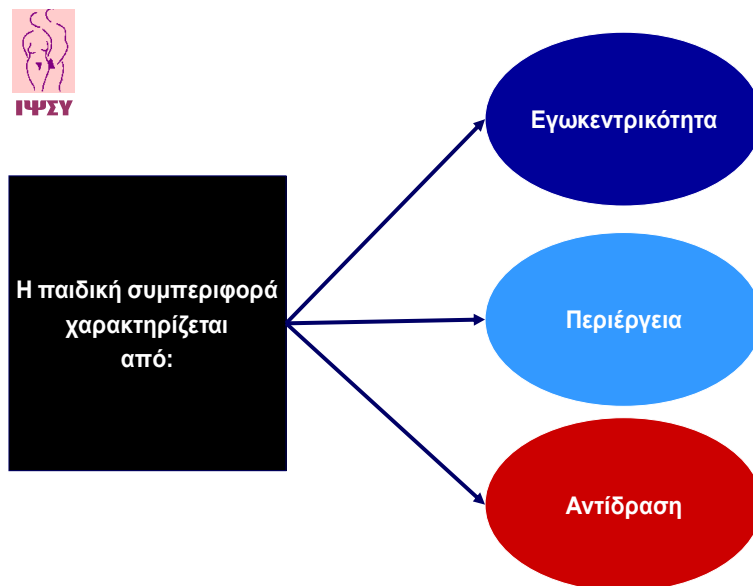 ΙΨΣΥ
Εγωκεντρικότητα
Η παιδική συμπεριφορά
χαρακτηρίζεται
από:
Περιέργεια
Αντίδραση